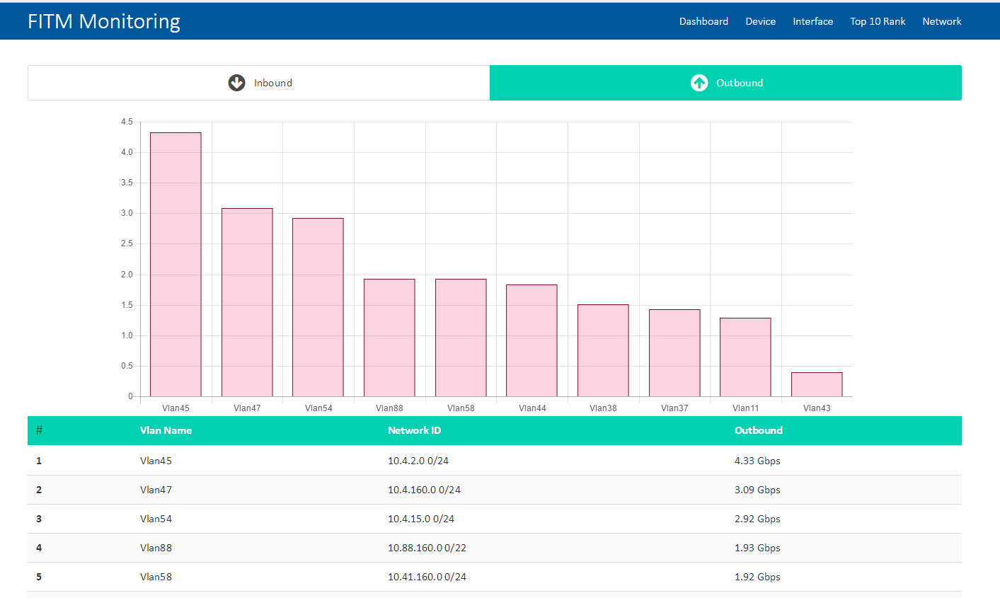 FITM Monitoring
Dashboard Device Interface Top 10 Rank Network
Inbound
Outbound
4.5
4.0
3.5
3.0
2.5
2.0
1.5
1.0
0.5
0
Vlan45 Vlan47 Vlan54 Vlan88 Vlan58 Vlan44 Vlan38 Vlan37 Vlan11 Vlan43
# Vlan Name Network ID Outbound
1 Vlan45 10.4.2.0 0/24 4.33 Gbps
2 Vlan47 10.4.160.0 0/24 3.09 Gbps
3 Vlan54 10.4.15.0 0/24 2.92 Gbps
4 Vlan88 10.88.160.0 0/22 1.93 Gbps
5 Vlan58 10.41.160.0 0/24 1.92 Gbps